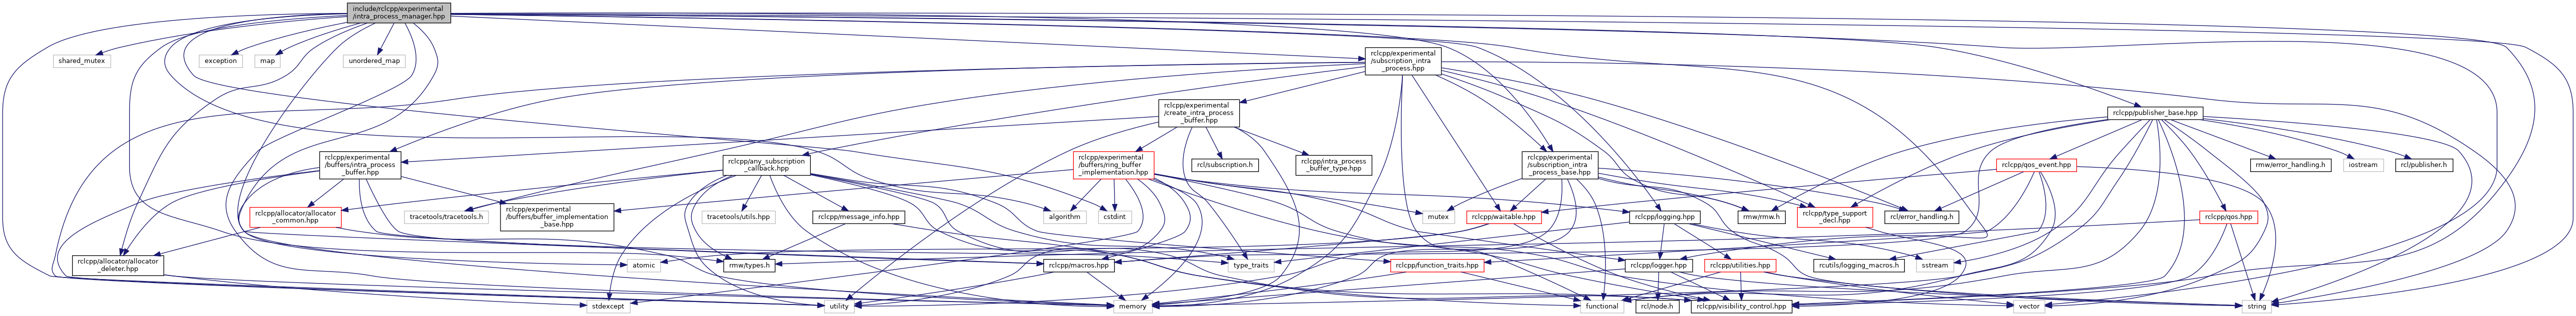 include/rclcpp/experimental
/intra_process_manager.hpp
shared_mutex
exception
map
unordered_map
rclcpp/experimental
/subscription_intra
_process.hpp
rclcpp/experimental
/create_intra_process
_buffer.hpp
rclcpp/publisher_base.hpp
rclcpp/experimental
/buffers/intra_process
_buffer.hpp
rclcpp/any_subscription
_callback.hpp
rclcpp/experimental
/buffers/ring_buffer
_implementation.hpp
rcl/subscription.h
rclcpp/intra_process
_buffer_type.hpp
rclcpp/experimental
/subscription_intra
_process_base.hpp
rclcpp/qos_event.hpp
rmw/error_handling.h
iostream
rcl/publisher.h
rclcpp/allocator/allocator
_common.hpp
tracetools/tracetools.h
rclcpp/experimental
/buffers/buffer_implementation
_base.hpp
tracetools/utils.hpp
rclcpp/message_info.hpp
algorithm
cstdint
mutex
rclcpp/waitable.hpp
rclcpp/logging.hpp
rmw/rmw.h
rclcpp/type_support
_decl.hpp
rcl/error_handling.h
rclcpp/qos.hpp
rclcpp/allocator/allocator
_deleter.hpp
atomic
rmw/types.h
rclcpp/macros.hpp
type_traits
rclcpp/function_traits.hpp
rclcpp/logger.hpp
rclcpp/utilities.hpp
rcutils/logging_macros.h
sstream
stdexcept
utility
memory
functional
rcl/node.h
rclcpp/visibility_control.hpp
vector
string